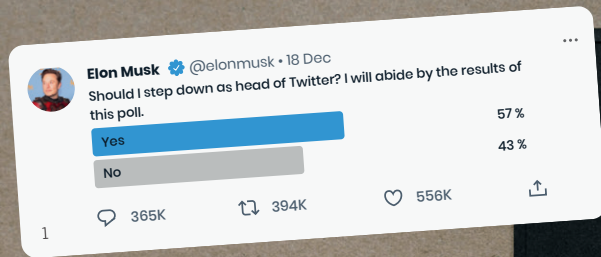 Elon Musk @elonmusk • 18 Dec
Should I step down as head of Twitter? I will abide by the results of
this poll.
Yes 57 %
No 43 %
365K 394K 556K
1